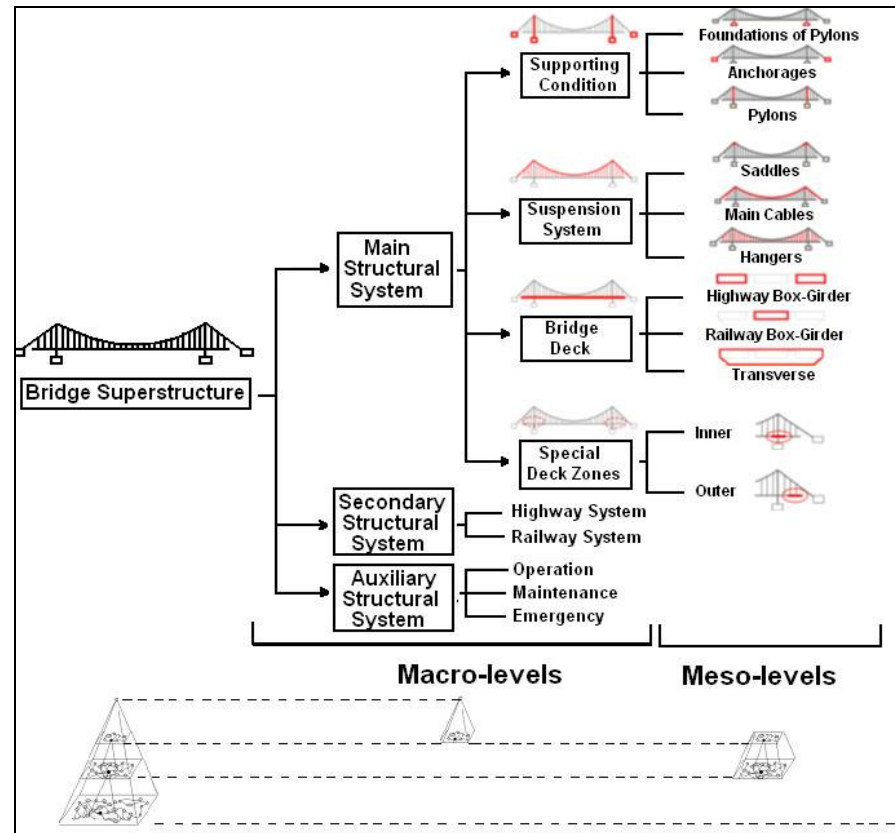 Foundations of Pylons
Supporting
Condition
Anchorages
Pylons
Saddles
Suspension
System
Main Cables
Hangers
Main
Structural
System
Highway Box-Girder
Bridge
Deck
Railway Box-Girder
Transverse
Bridge Superstructure
Inner
Special
Deck Zones
Outer
Secondary
Structural
System
Highway System
Railway System
Auxiliary
Structural
System
Operation
Maintenance
Emergency
Macro-levels
Meso-levels